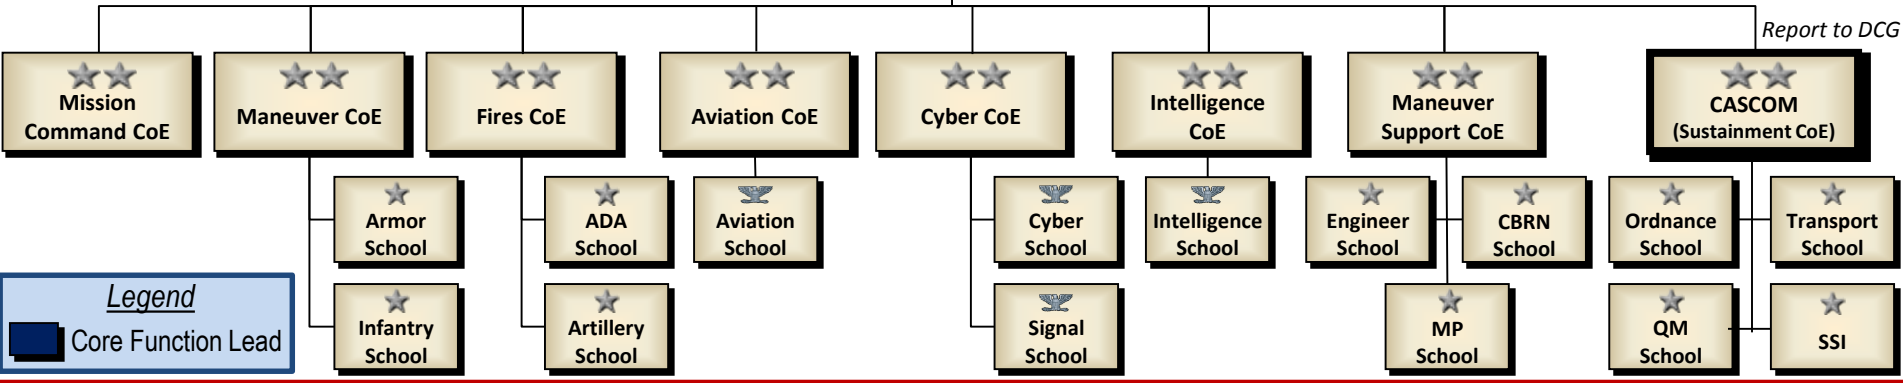 Report to DCG
Mission
Command CoE
Maneuver CoE
Fires CoE
Aviation CoE
Cyber CoE
Intelligence
CoE
Maneuver
Support CoE
CASCOM
(Sustainment CoE)
Armor
School
ADA
School
Aviation
School
Cyber
School
Intelligence
School
Engineer
School
CBRN
School
Ordnance
School
Transport
School
Legend
Core Function Lead
Infantry
School
Artillery
School
Signal
School
MP
School
QM
School
SSI